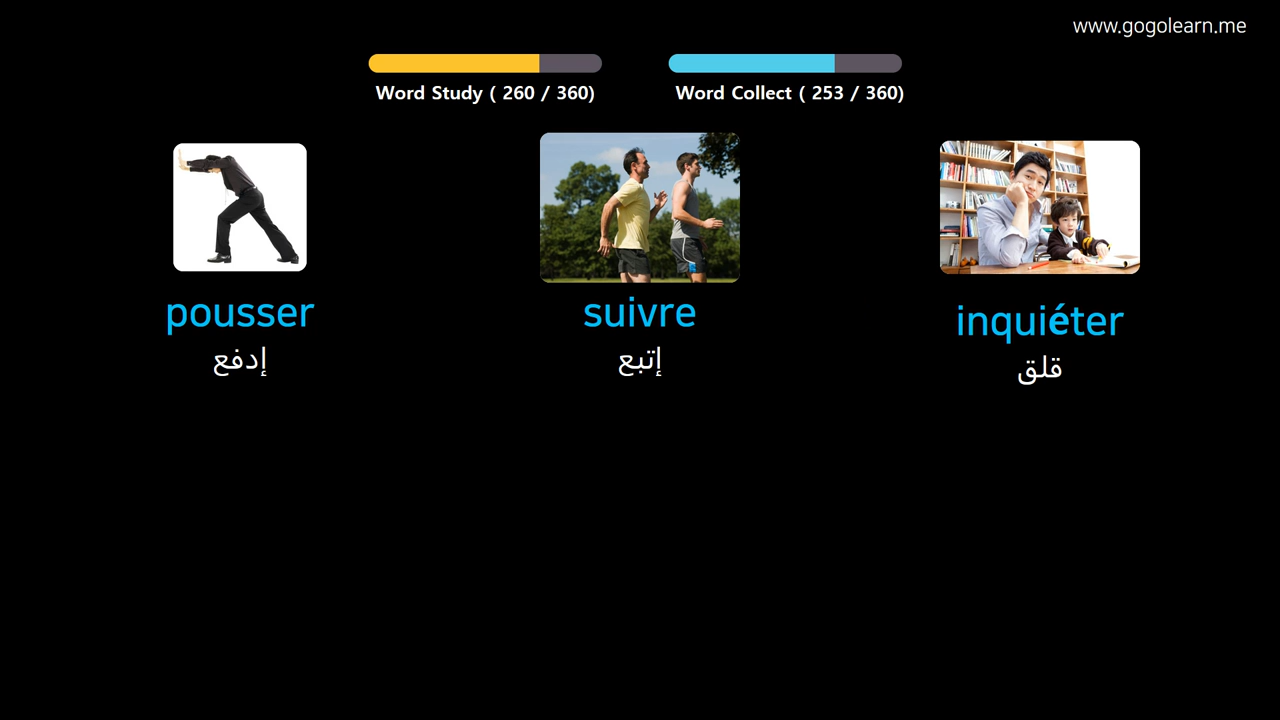 www.gogolearn.me
Word Study ( 260 / 360)
Word Collect ( 253 / 360)
pousser
إدفع
suivre
إتبع
inquiéter
قلق